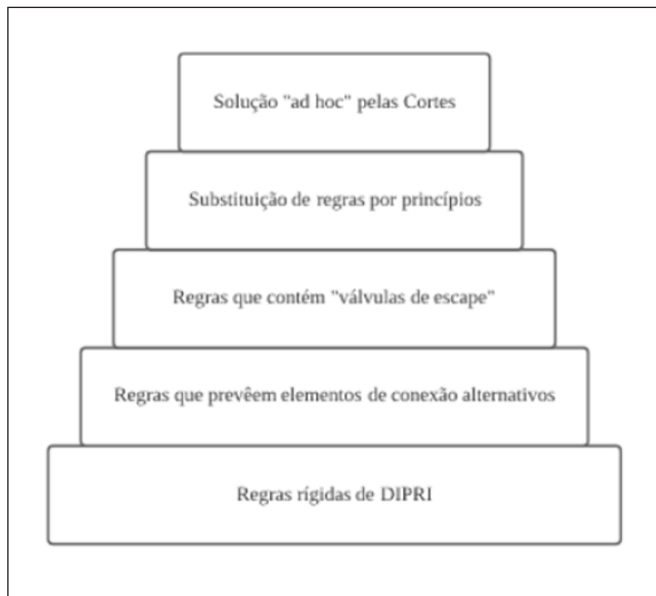 Solução "ad hoc" pelas Cortes
Substituição de regras por princípios
Regras que contém "válvulas de escape"
Regras que prevêem elementos de conexão alternativos
Regras rígidas de DIPRI